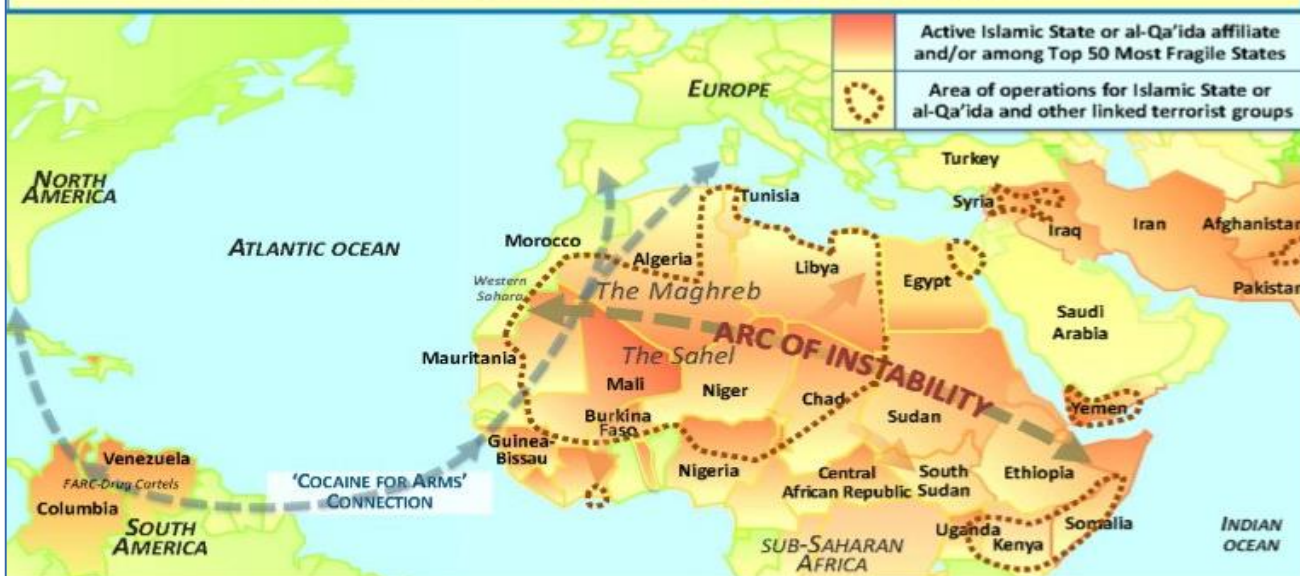 Active Islamic State or al-Qa'ida affiliate
and/or among Top 50 Most Fragile States
Area of operations for Islamic State or
al-Qa'ida and other linked terrorist groups
EUROPE
NORTH
AMERICA
ATLANTIC OCEAN
Turkey
Syria
Iraq
Iran
Afghanistan
Pakistan
Tunisia
Morocco
Algeria
Libya
Egypt
Western
Sahara
The Maghreb
Saudi
Arabia
ARC OF INSTABILITY
Mauritania
The Sahel
Mali
Niger
Chad
Sudan
Yemen
Burkina
Faso
Guinea-
Bissau
Nigeria
Central
African Republic
South
Sudan
Ethiopia
Somalia
Uganda
Kenya
SUB-SAHARAN
AFRICA
INDIAN
OCEAN
Venezuela
FARC-Drug Cartels
Columbia
SOUTH
AMERICA
'COCAINE FOR ARMS'
CONNECTION